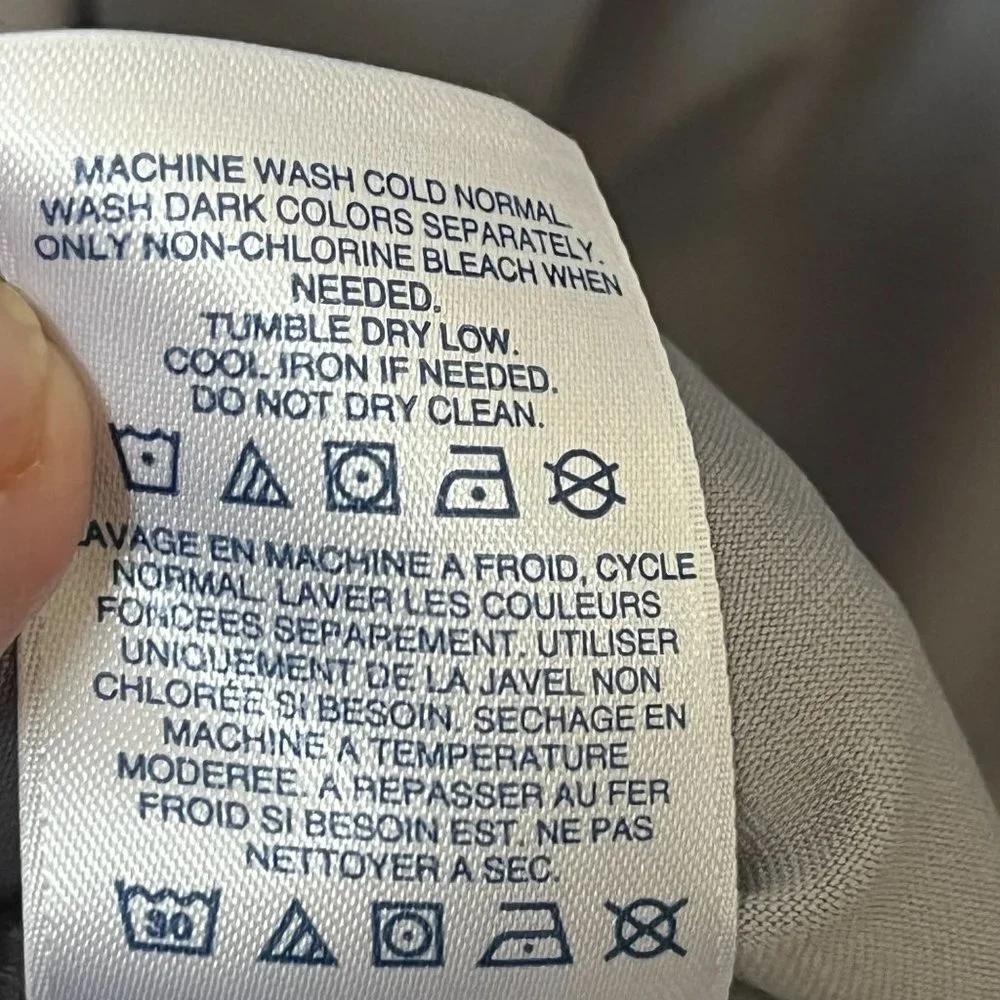 MACHINE WASH COLD NORMAL
WASH DARK COLORS SEPARATELY.
ONLY NON-CHLORINE BLEACH WHEN
NEEDED.
TUMBLE DRY LOW.
COOL IRON IF NEEDED.
DO NOT DRY CLEAN.
AVAGE EN MACHINE A FROID, CYCLE
NORMAL. LAVER LES COULEURS
FONCEES SEPAREMENT. UTILISER
UNIQUEMENT DE LA JAVEL NON
CHLORÉE SI BESOIN. SECHAGE EN
MACHINE A TEMPERATURE
MODEREE. A REPASSER AU FER
FROID SI BESOIN EST. NE PAS
NETTOYER A SEC.
30